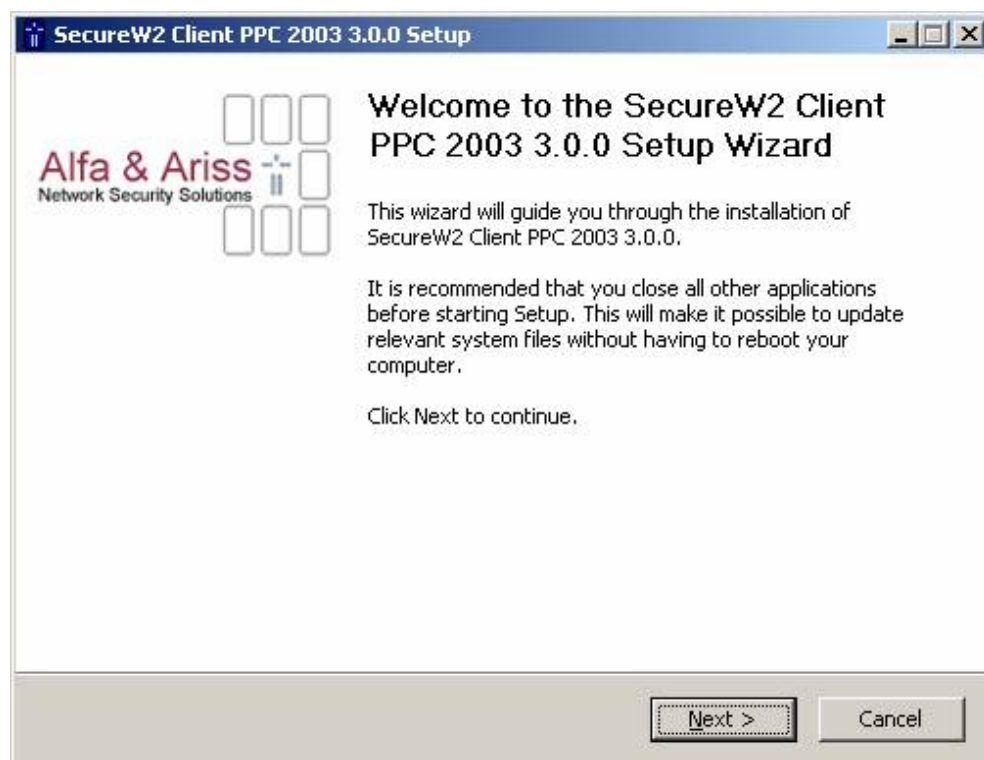 SecureW2 Client PPC 2003 3.0.0 Setup
Alfa & Ariss
Network Security Solutions
Welcome to the SecureW2 Client
PPC 2003 3.0.0 Setup Wizard
This wizard will guide you through the installation of
SecureW2 Client PPC 2003 3.0.0.
It is recommended that you close all other applications
before starting Setup. This will make it possible to update
relevant system files without having to reboot your
computer.
Click Next to continue.
Next >
Cancel